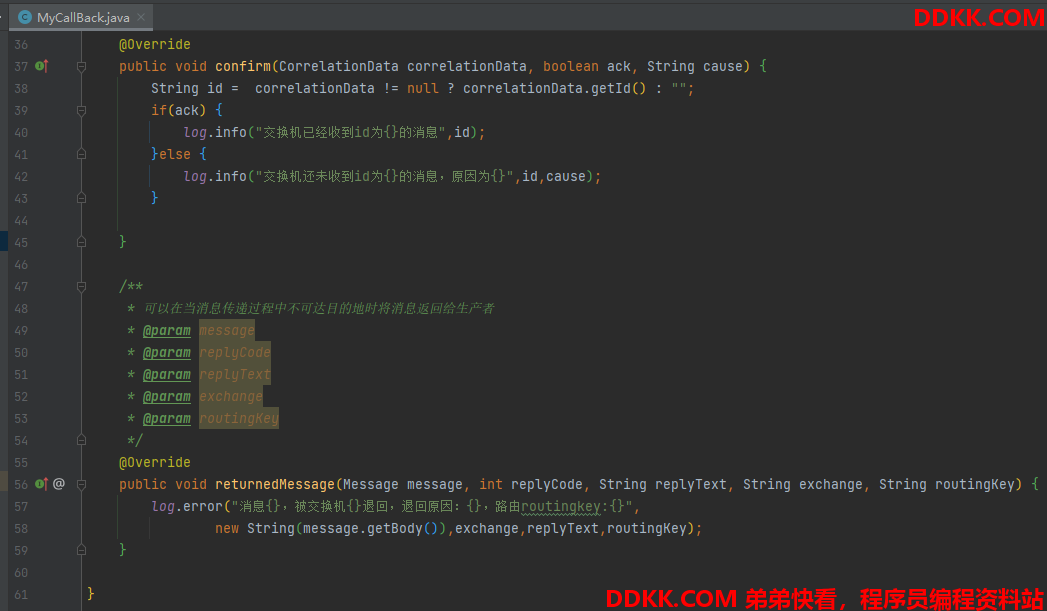 MyCallBack.java
DDKK.COM
36 @Override
37 public void confirm(CorrelationData correlationData, boolean ack, String cause) {
38 String id =  correlationData != null ? correlationData.getId() : "";
39 if(ack) {
40 log.info("交换机已经收到id为{}的消息",id);
41 }else {
42 log.info("交换机还未收到id为{}的消息，原因为{}",id,cause);
43 }
44
45 }
46
47 /**
48 * 可以在当消息传递过程中不可达目的地时将消息返回给生产者
49 * @param message
50 * @param replyCode
51 * @param replyText
52 * @param exchange
53 * @param routingKey
54 */
55 @Override
56 @ public void returnedMessage(Message message, int replyCode, String replyText, String exchange, String routingKey) {
57 log.error("消息{}，被交换机{}退回，退回原因：{}，路由routingkey:{}",
58 new String(message.getBody()),exchange,replyText,routingKey);
59 }
60
61 }
DDKK.COM 弟弟快看，程序员编程资料站